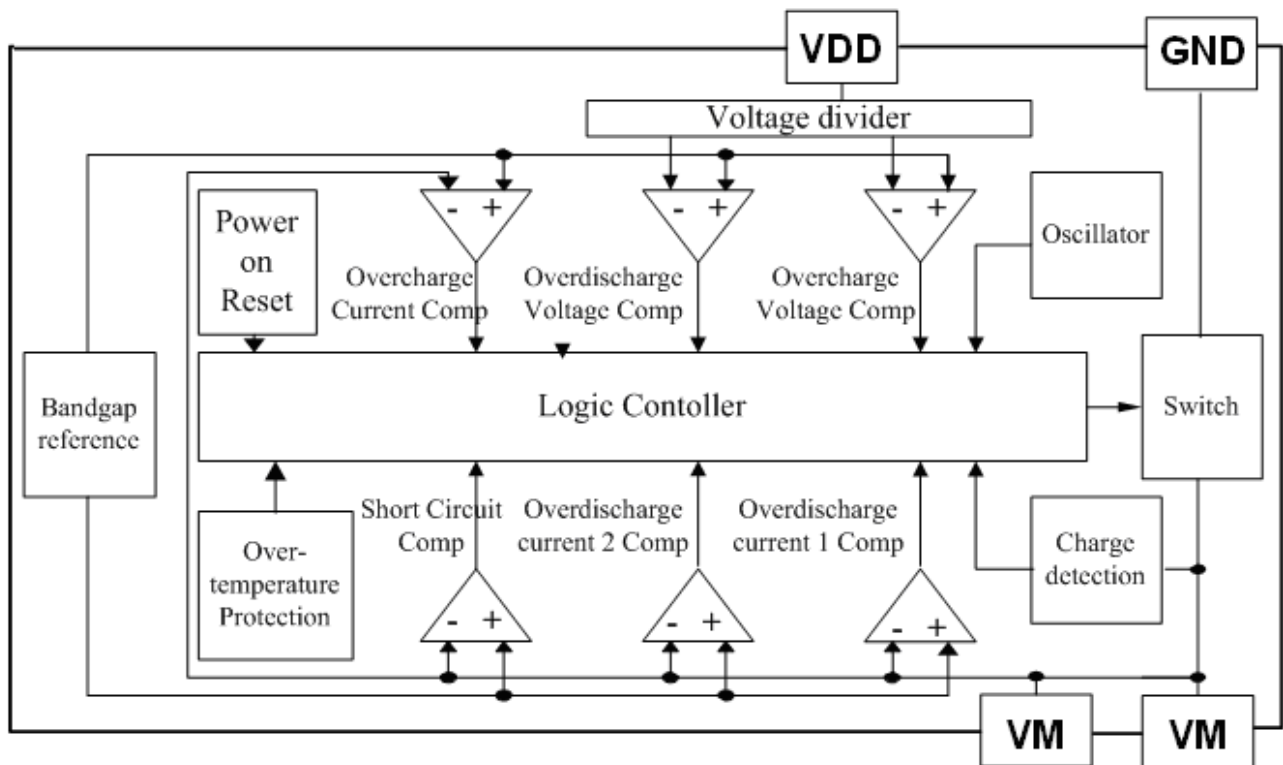 VDD
GND
Voltage divider
- +
- +
- +
Power
on
Reset
Oscillator
Overcharge
Current Comp
Overdischarge
Voltage Comp
Overcharge
Voltage Comp
Bandgap
reference
Logic Contoller
Switch
Short Circuit
Comp
Overdischarge
current 2 Comp
Overdischarge
current 1 Comp
Over-
temperature
Protection
Charge
detection
- +
- +
- +
VM
VM